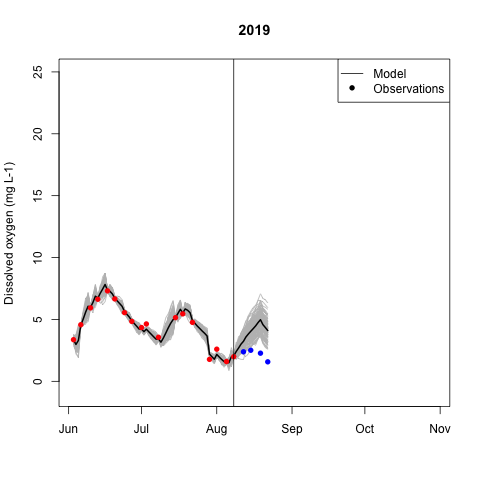 2019
Model
Observations
Dissolved oxygen (mg L-1)
25
20
15
10
5
0
Jun Jul Aug Sep Oct Nov